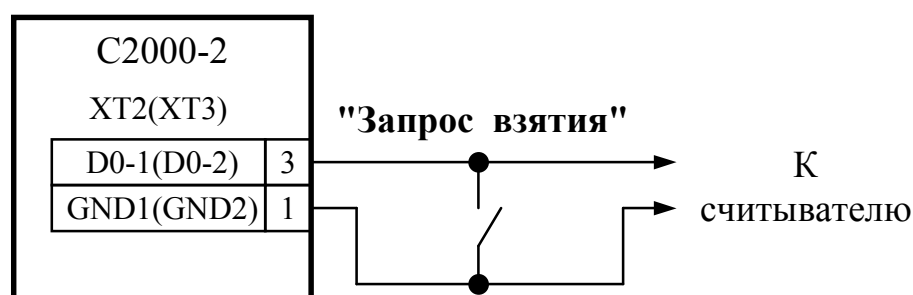 С2000-2
XT2(XT3)
"Запрос взятия"
D0-1(D0-2) 3
GND1(GND2) 1
К
считывателю